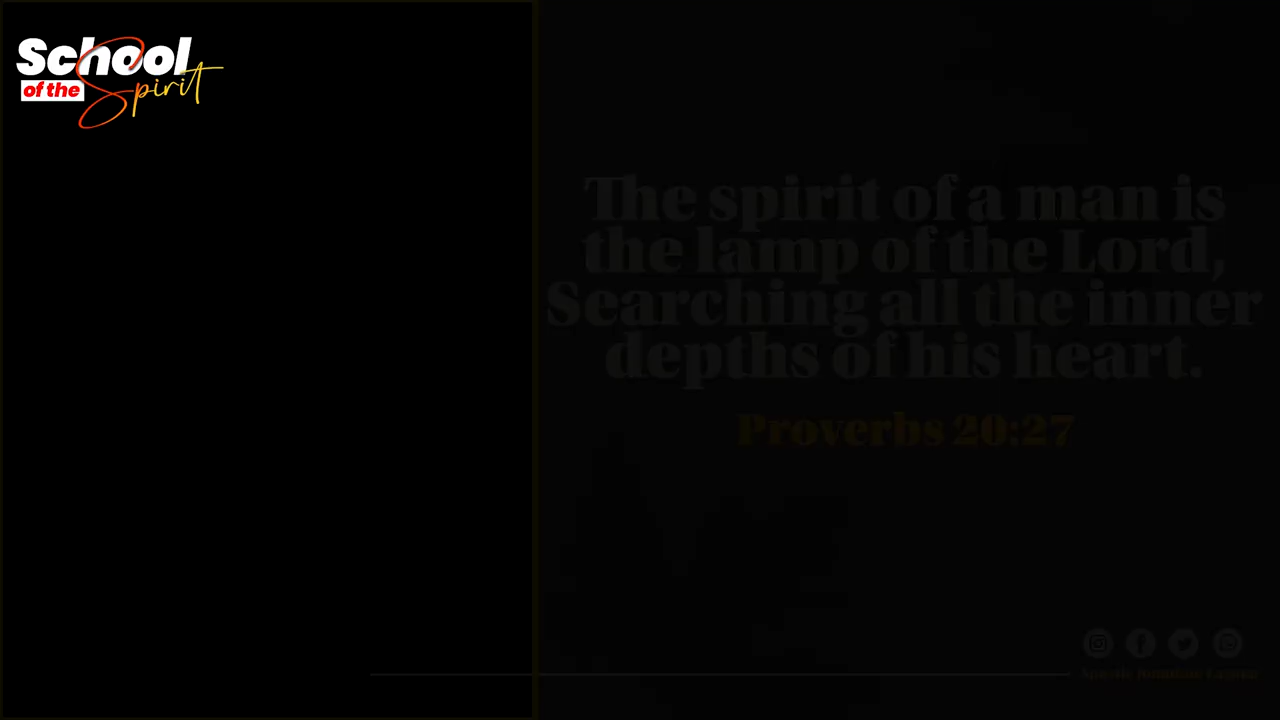 School
of the Spirit
The spirit of a man is
the lamp of the Lord,
Searching all the inner
depths of his heart.
Proverbs 20:27